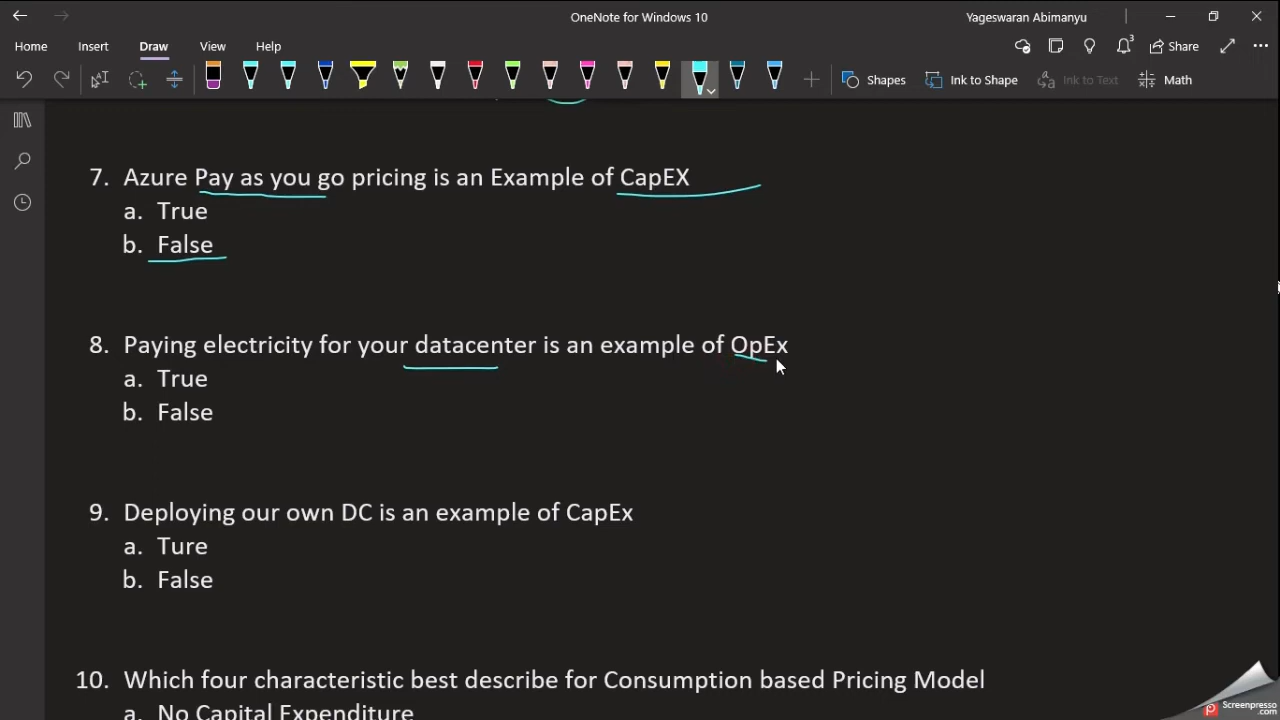 OneNote for Windows 10
Yageswaran Abimanyu
Home Insert Draw View Help
3
Share
Shapes
Ink to Shape
Ink to Text
Math
7. Azure Pay as you go pricing is an Example of CapEX
a. True
b. False
8. Paying electricity for your datacenter is an example of OpEx
a. True
b. False
9. Deploying our own DC is an example of CapEx
a. Ture
b. False
10. Which four characteristic best describe for Consumption based Pricing Model
a. No Capital Expenditure
Screenpresso
.com